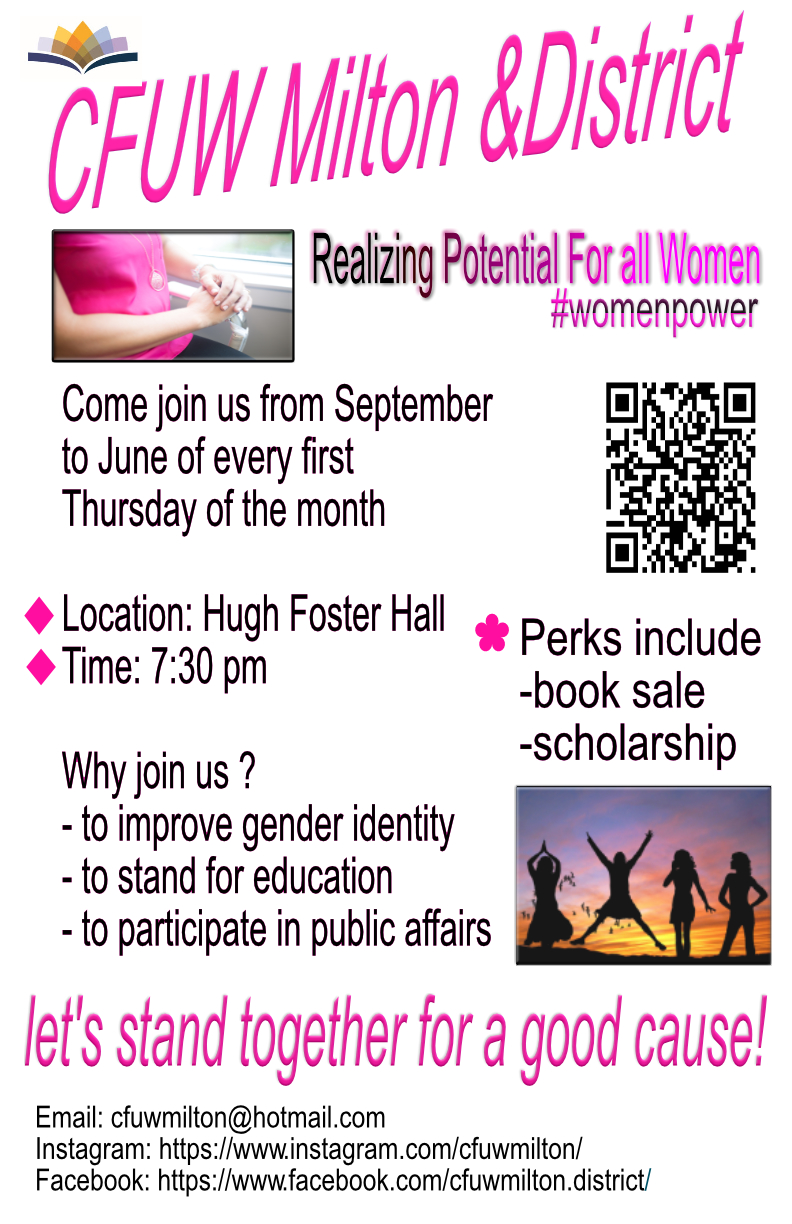 CFUW Milton &District
Realizing Potential For all Women
#womenpower
Come join us from September
to June of every first
Thursday of the month
Location: Hugh Foster Hall
Time: 7:30 pm
Perks include
-book sale
-scholarship
Why join us ?
- to improve gender identity
- to stand for education
- to participate in public affairs
let's stand together for a good cause!
Email: cfuwmilton@hotmail.com
Instagram: https://www.instagram.com/cfuwmilton/
Facebook: https://www.facebook.com/cfuwmilton.district/